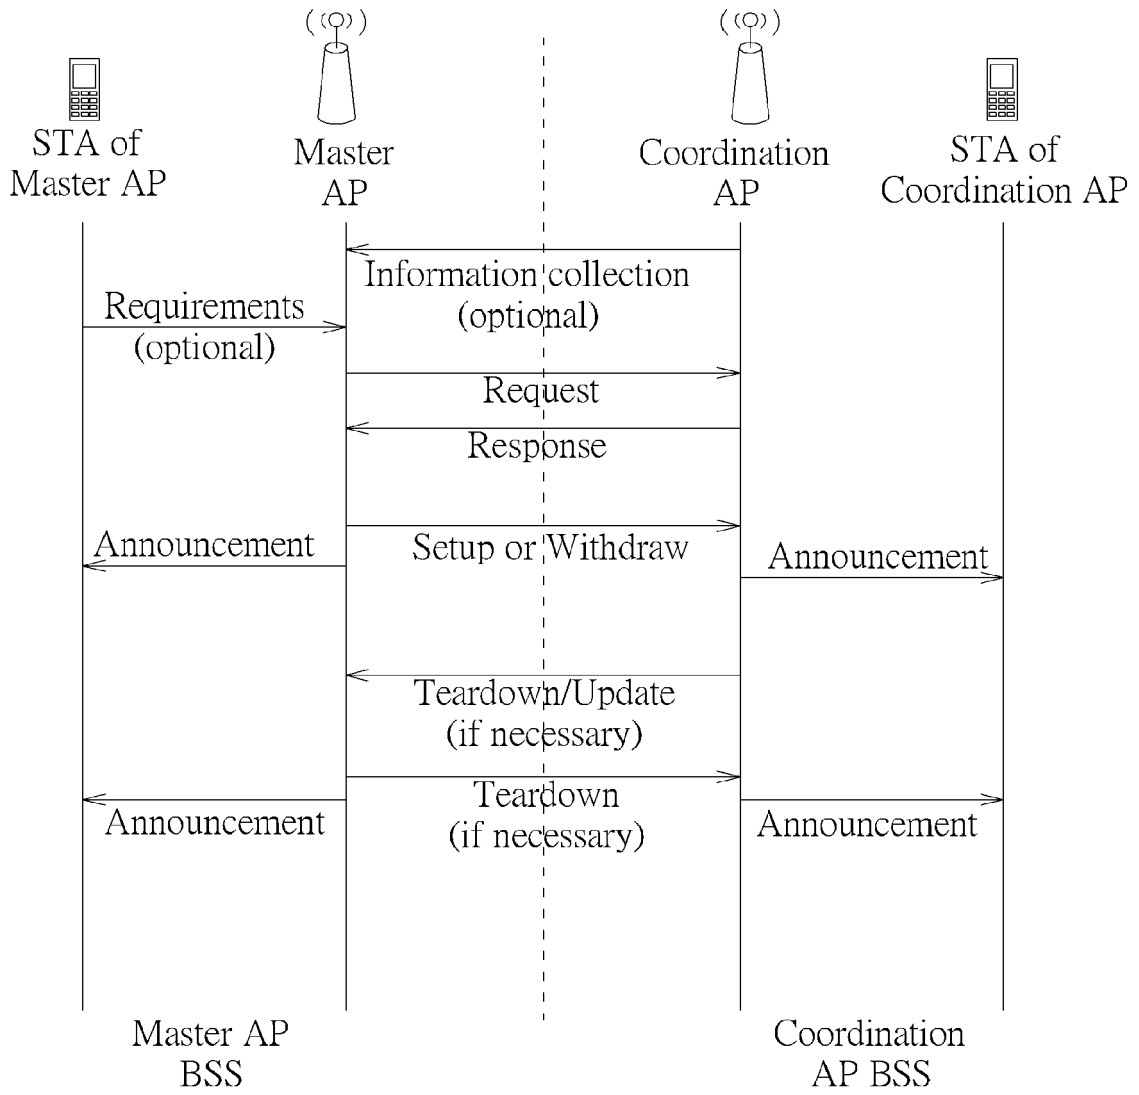 STA of
Master AP
Master
AP
Coordination
AP
STA of
Coordination AP
Information collection
(optional)
Requirements
(optional)
Request
Response
Announcement
Setup or Withdraw
Announcement
Teardown/Update
(if necessary)
Teardown
(if necessary)
Announcement
Announcement
Master AP
BSS
Coordination
AP BSS